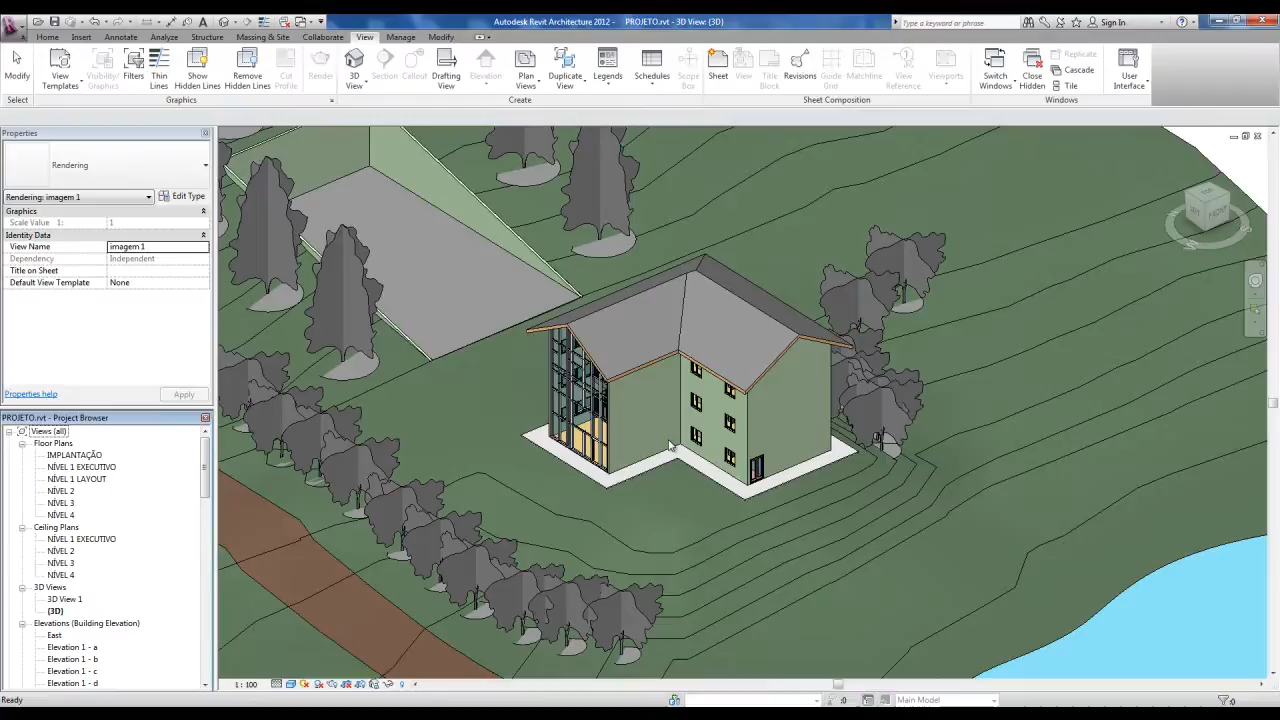 Autodesk Revit Architecture 2012 - PROJETO.rvt - 3D View: {3D}
Type a keyword or phrase
Sign In
Home Insert Annotate Analyze Structure Massing & Site Collaborate View Manage Modify
Modify
View Templates
Visibility/ Graphics
Filters
Thin Lines
Show Hidden Lines
Remove Hidden Lines
Cut Profile
Render
3D View
Section
Callout
Drafting View
Elevation
Plan Views
Duplicate View
Legends
Schedules
Scope Box
Sheet
View
Title Block
Revisions
Guide Grid
Matchline
View Reference
Viewports
Switch Windows
Close Hidden
Replicate
Cascade
Tile
User Interface
Select Graphics Create Sheet Composition Windows
Properties
Rendering
Rendering: imagem 1 Edit Type
Graphics
Scale Value 1: 1
Identity Data
View Name imagem 1
Dependency Independent
Title on Sheet
Default View Template None
Properties help Apply
PROJETO.rvt - Project Browser
Views (all)
Floor Plans
IMPLANTAÇÃO
NÍVEL 1 EXECUTIVO
NÍVEL 1 LAYOUT
NÍVEL 2
NÍVEL 3
NÍVEL 4
Ceiling Plans
NÍVEL 1 EXECUTIVO
NÍVEL 2
NÍVEL 3
NÍVEL 4
3D Views
3D View 1
{3D}
Elevations (Building Elevation)
East
Elevation 1 - a
Elevation 1 - b
Elevation 1 - c
Elevation 1 - d
FRONT
1 : 100
Ready
:0
Main Model
:0